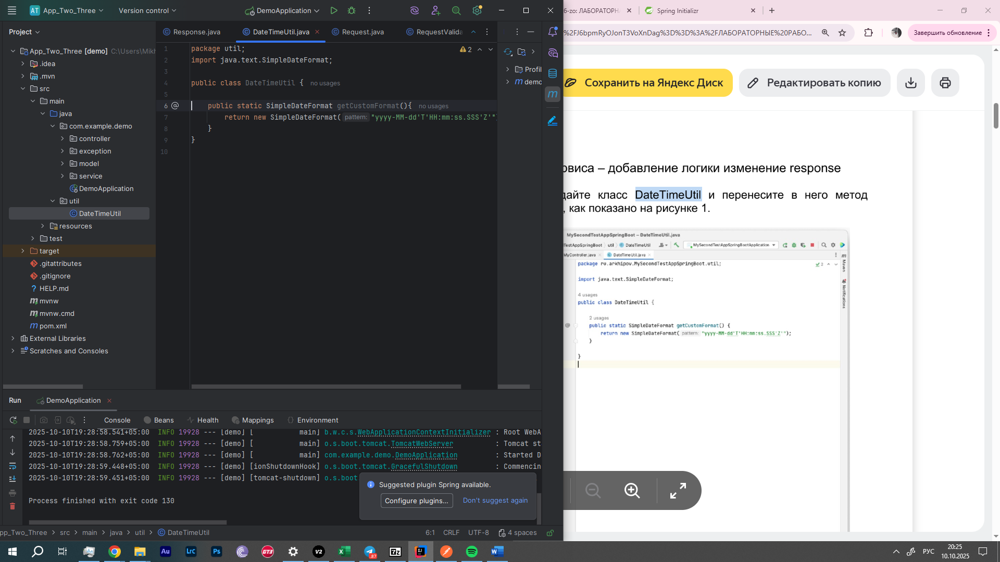 App_Two_Three
Version control
DemoApplication
Project
App_Two_Three [demo] C:\Users\Mikh
.idea
.mvn
src
main
java
com.example.demo
controller
exception
model
service
DemoApplication
util
DateTimeUtil
resources
test
target
.gitattributes
.gitignore
HELP.md
mvnw
mvnw.cmd
pom.xml
External Libraries
Scratches and Consoles
Response.java
DateTimeUtil.java
Request.java
RequestValida
1 package util;
2 import java.text.SimpleDateFormat;
3
4 public class DateTimeUtil { no usages
5
6 public static SimpleDateFormat getCustomFormat(){ no usages
7 return new SimpleDateFormat( pattern: "yyyy-MM-dd'T'HH:mm:ss.SSS'Z'"
8 }
9 }
10
2
Profil
demo
Run
DemoApplication
Console
Beans
Health
Mappings
Environment
2025-10-10T19:28:58.541+05:00 INFO 19928 --- [demo] [ main] b.w.c.s.WebApplicationContextInitializer : Root WebA
2025-10-10T19:28:58.759+05:00 INFO 19928 --- [demo] [ main] o.s.boot.tomcat.TomcatWebServer : Tomcat st
2025-10-10T19:28:58.762+05:00 INFO 19928 --- [demo] [ main] com.example.demo.DemoApplication : Started D
2025-10-10T19:28:59.448+05:00 INFO 19928 --- [demo] [ionShutdownHook] o.s.boot.tomcat.GracefulShutdown : Commencin
2025-10-10T19:28:59.451+05:00 INFO 19928 --- [demo] [tomcat-shutdown] o.s.boot
Process finished with exit code 130
Suggested plugin Spring available.
Configure plugins...
Don't suggest again
pp_Two_Three > src > main > java > util > DateTimeUtil
6:1
CRLF
UTF-8
4 spaces
6-zo: ЛАБОРАТОРН
Spring Initializr
%2FJ6bpmRyOJonT3VoXnDag%3D%3D%3A%2FЛАБОРАТОРНЫЕ%20РАБО...
Завершить обновление
Сохранить на Яндекс Диск
Редактировать копию
рвиса – добавление логики изменение response
дайте класс DateTimeUtil и перенесите в него метод
, как показано на рисунке 1.
MySecondTestAppSpringBoot – DateTimeUtil.java
TestAppSpringBoot
util
DateTimeUtil
MySecondTestAppSpringBootApplication
MyController.java
DateTimeUtil.java
package ru.arkhipov.MySecondTestAppSpringBoot.util;
2
import java.text.SimpleDateFormat;
4 usages
public class DateTimeUtil {
2 usages
public static SimpleDateFormat getCustomFormat() {
return new SimpleDateFormat( pattern: "yyyy-MM-dd'T'HH:mm:ss.SSS'Z'");
}
}
Maven
Notifications
Au
Lrc
Ps
GT3
V2
87
7z
РУС
20:25
10.10.2025